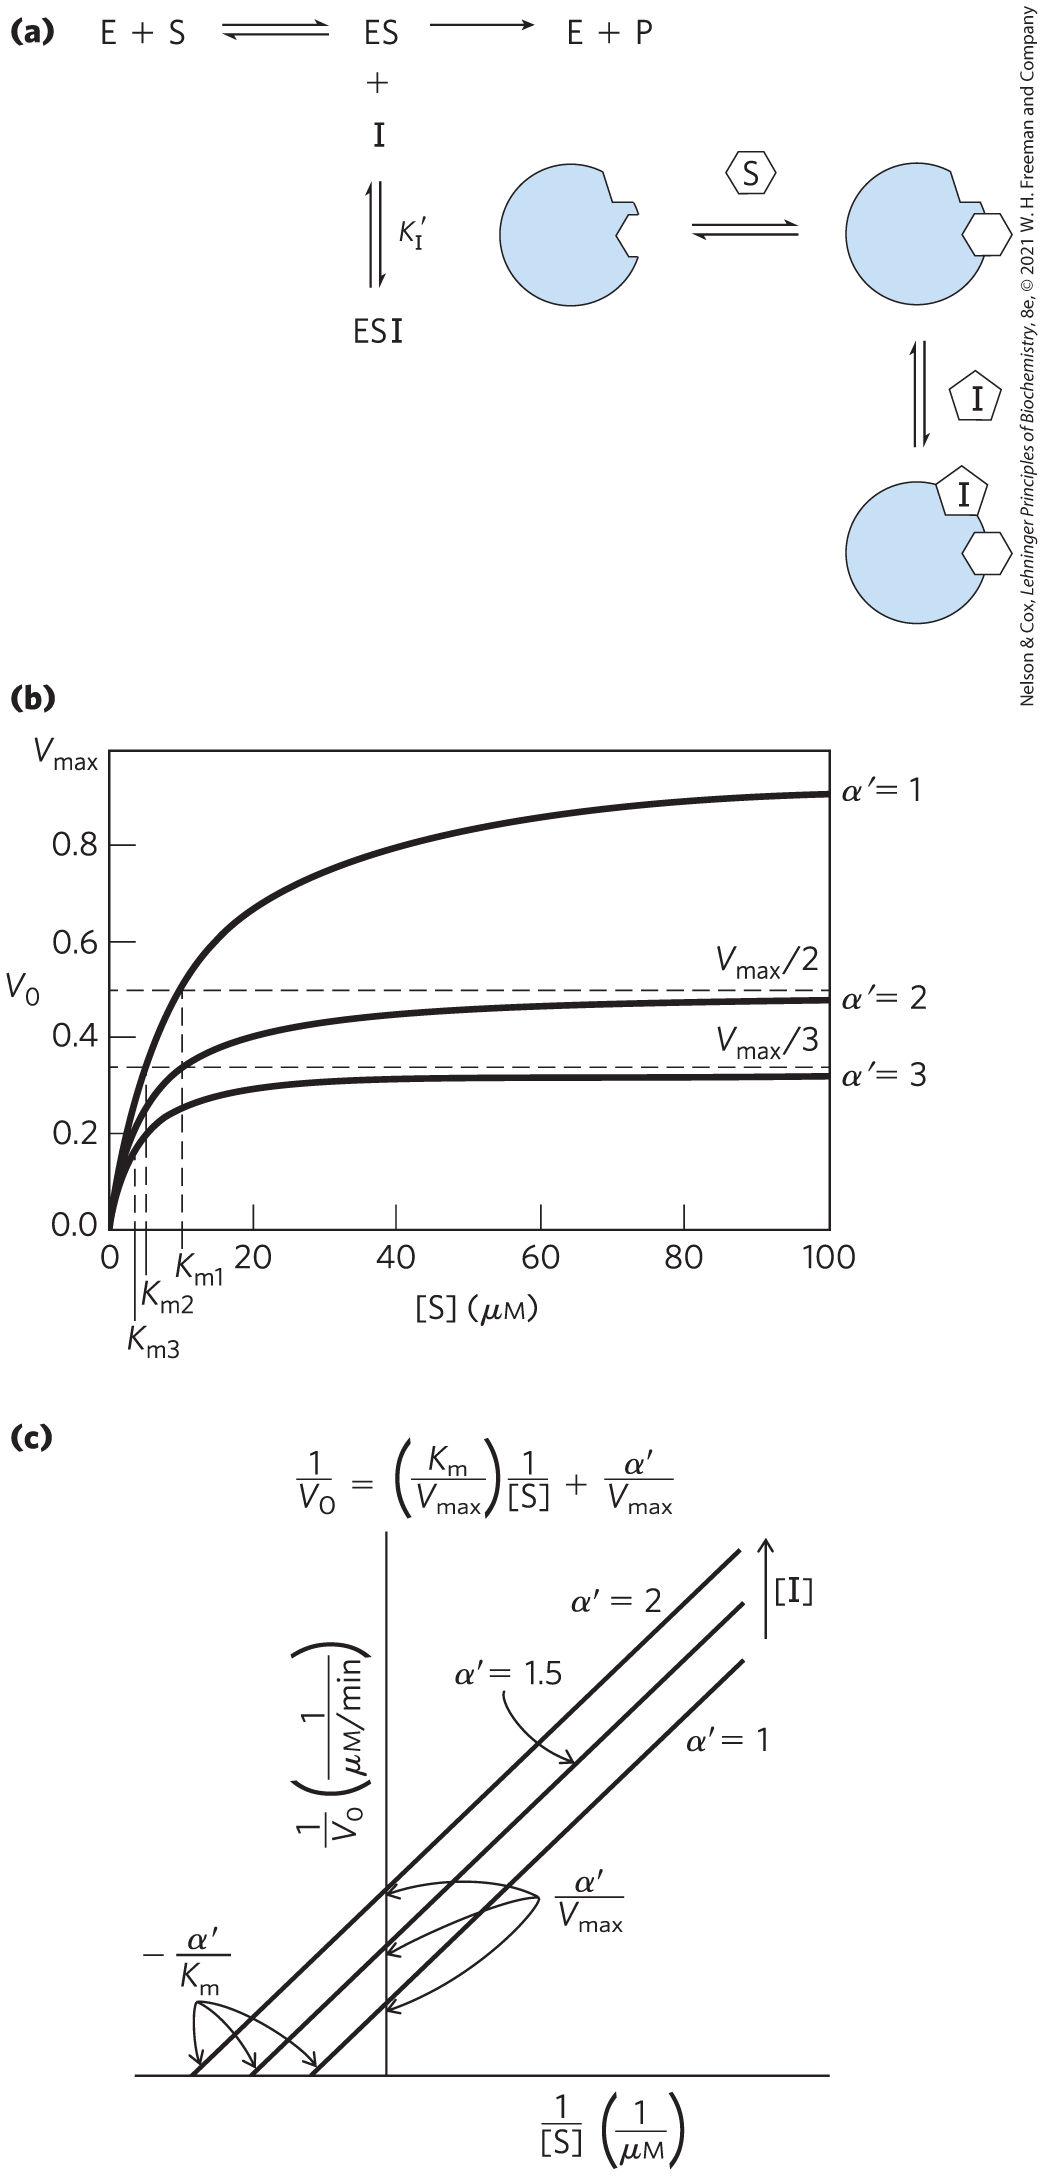 (a) E + S ES E + P
+
I
K′I
ESI
S
I
I
Nelson & Cox, Lehninger Principles of Biochemistry, 8e, © 2021 W. H. Freeman and Company
(b)
Vmax
α′= 1
0.8
0.6
Vmax/2
V0
α′= 2
0.4
Vmax/3
α′= 3
0.2
0.0
0 20 40 60 80 100
Km1
Km2
Km3
[S] (μM)
(c)
1/V0 = (Km/Vmax) 1/[S] + α′/Vmax
α′ = 2
[I]
α′ = 1.5
α′ = 1
1/V0 (1/μM/min)
α′/Vmax
− α′/Km
1/[S] (1/μM)